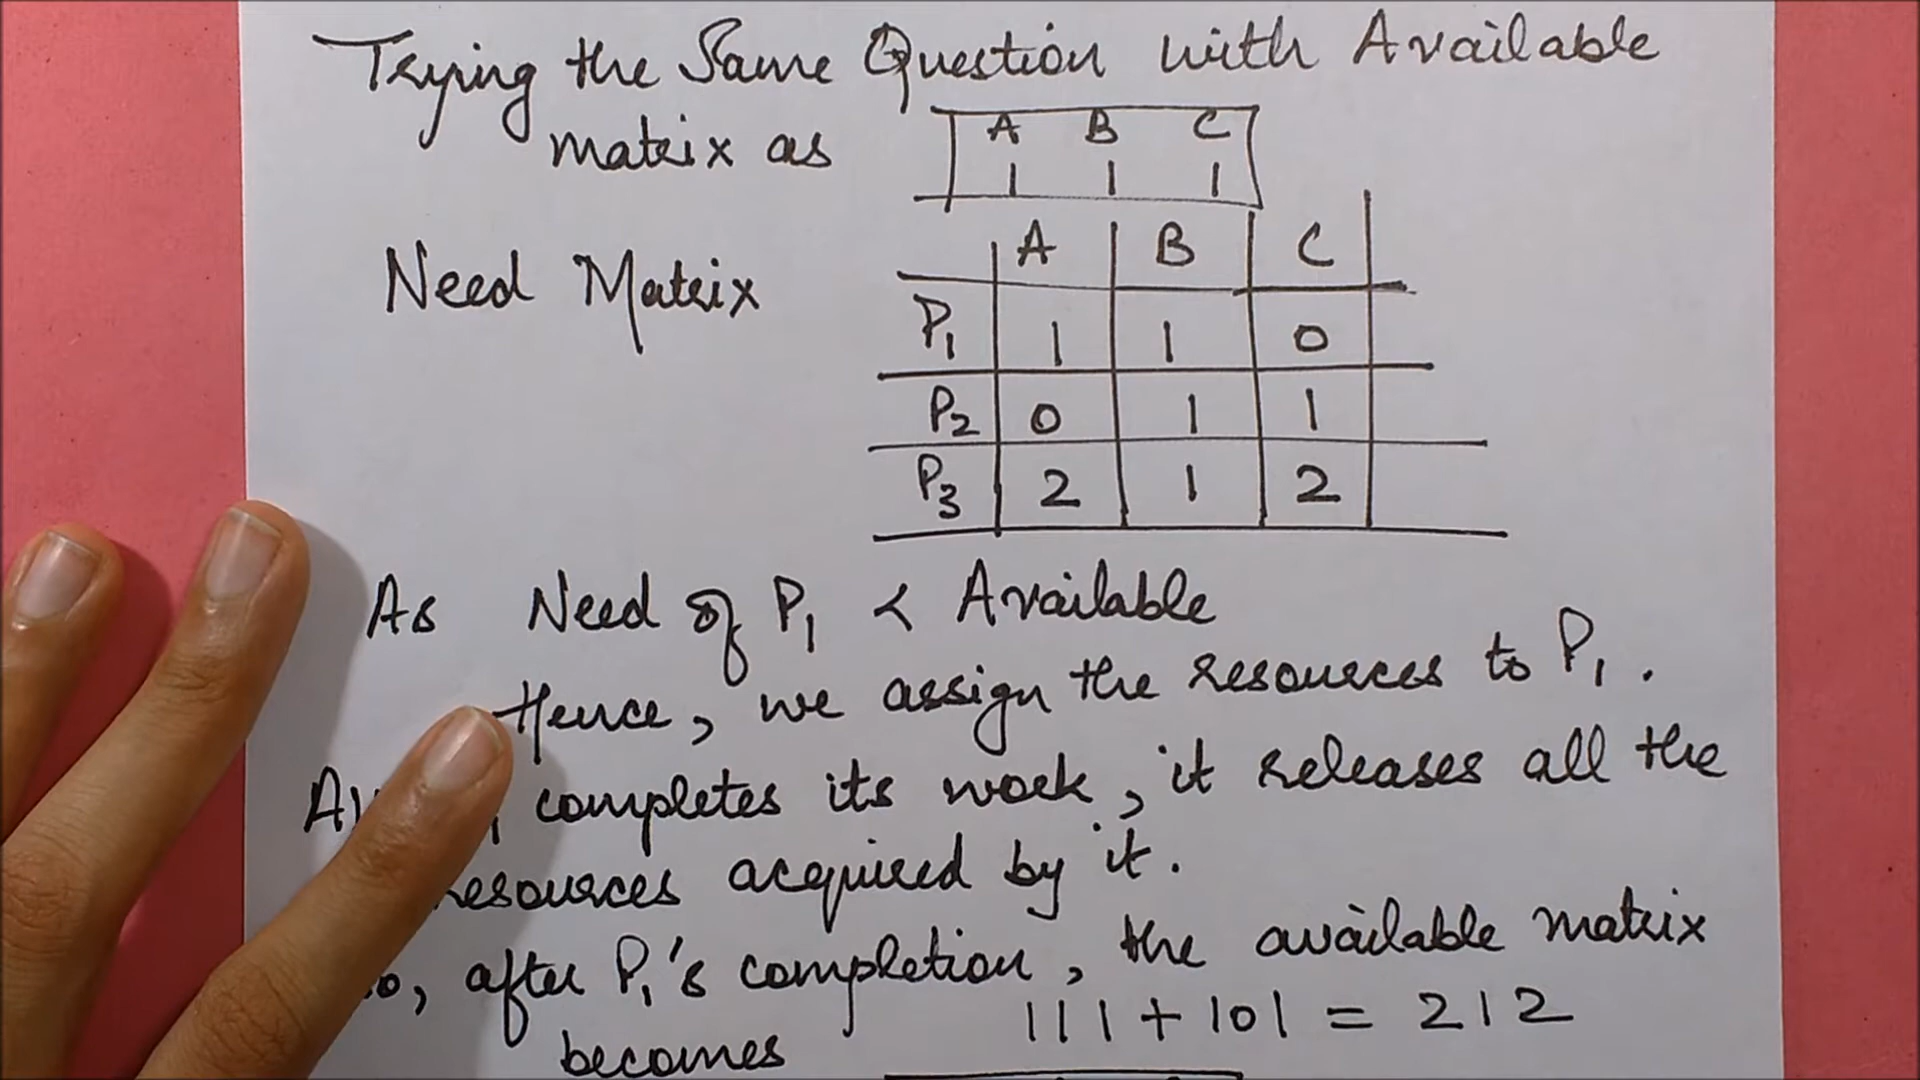 Trying the Same Question with Available
matrix as
A B C
1 1 1
Need Matrix
A B C
P1 1 1 0
P2 0 1 1
P3 2 1 2
As Need of P1 < Available
Hence, we assign the resources to P1.
completes its work, it releases all the
resources acquired by it.
after P1's completion, the available matrix
becomes 111 + 101 = 212